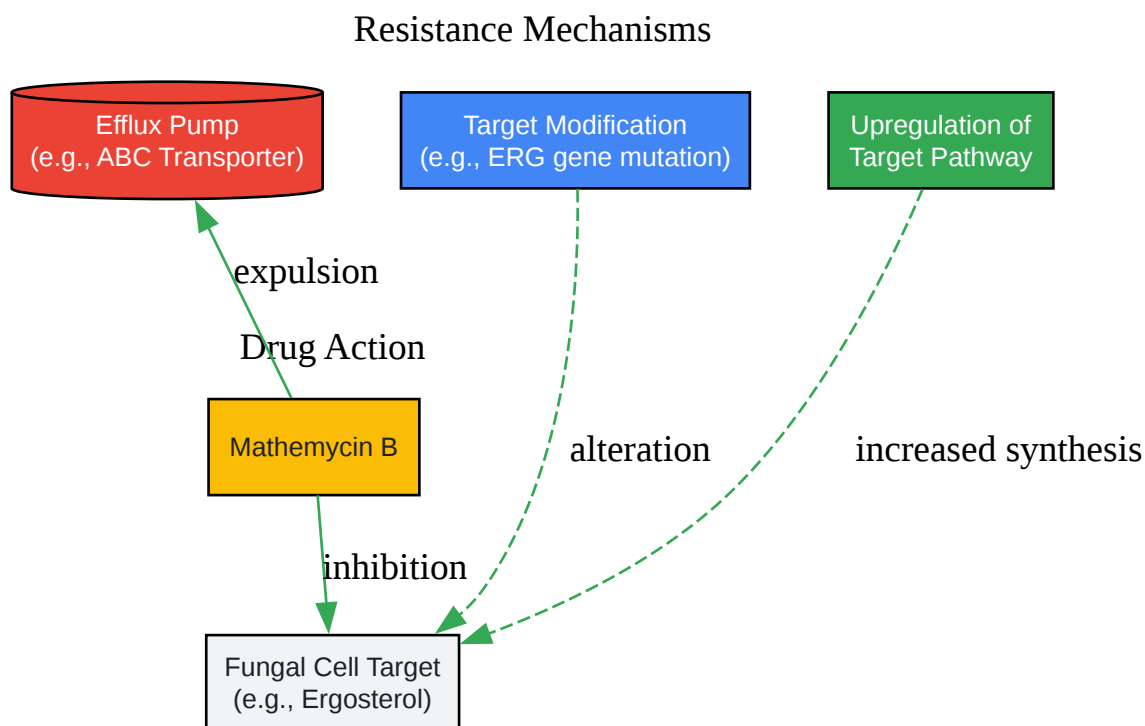 Resistance Mechanisms
Efflux Pump
(e.g., ABC Transporter)
Target Modification
(e.g., ERG gene mutation)
Upregulation of
Target Pathway
expulsion
Drug Action
Mathemycin B
alteration
increased synthesis
inhibition
Fungal Cell Target
(e.g., Ergosterol)